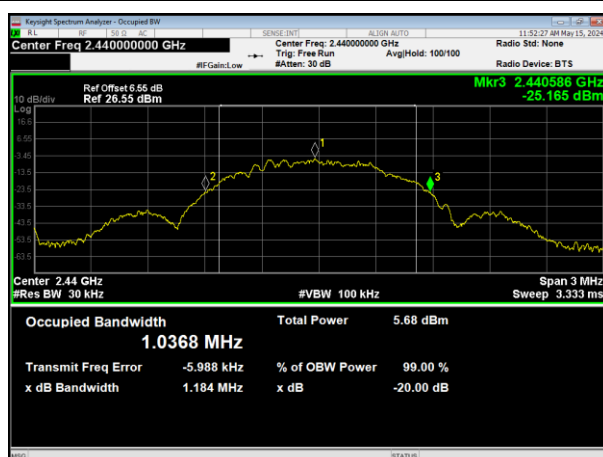 Keysight Spectrum Analyzer - Occupied BW
RL RF 50 Ω AC SENSE:INT ALIGN AUTO 11:52:27 AM May 15, 2024
Center Freq 2.440000000 GHz
Center Freq: 2.440000000 GHz
Radio Std: None
Trig: Free Run Avg|Hold: 100/100
#IFGain:Low #Atten: 30 dB Radio Device: BTS
Mkr3 2.440586 GHz
-25.165 dBm
Ref Offset 6.55 dB
10 dB/div Ref 26.55 dBm
Log
16.6
6.55
-3.45
-13.5
-23.5
-33.5
-43.5
-53.5
-63.5
1
2
3
Center 2.44 GHz Span 3 MHz
#Res BW 30 kHz #VBW 100 kHz Sweep 3.333 ms
Occupied Bandwidth Total Power 5.68 dBm
1.0368 MHz
Transmit Freq Error -5.988 kHz % of OBW Power 99.00 %
x dB Bandwidth 1.184 MHz x dB -20.00 dB
MSG STATUS